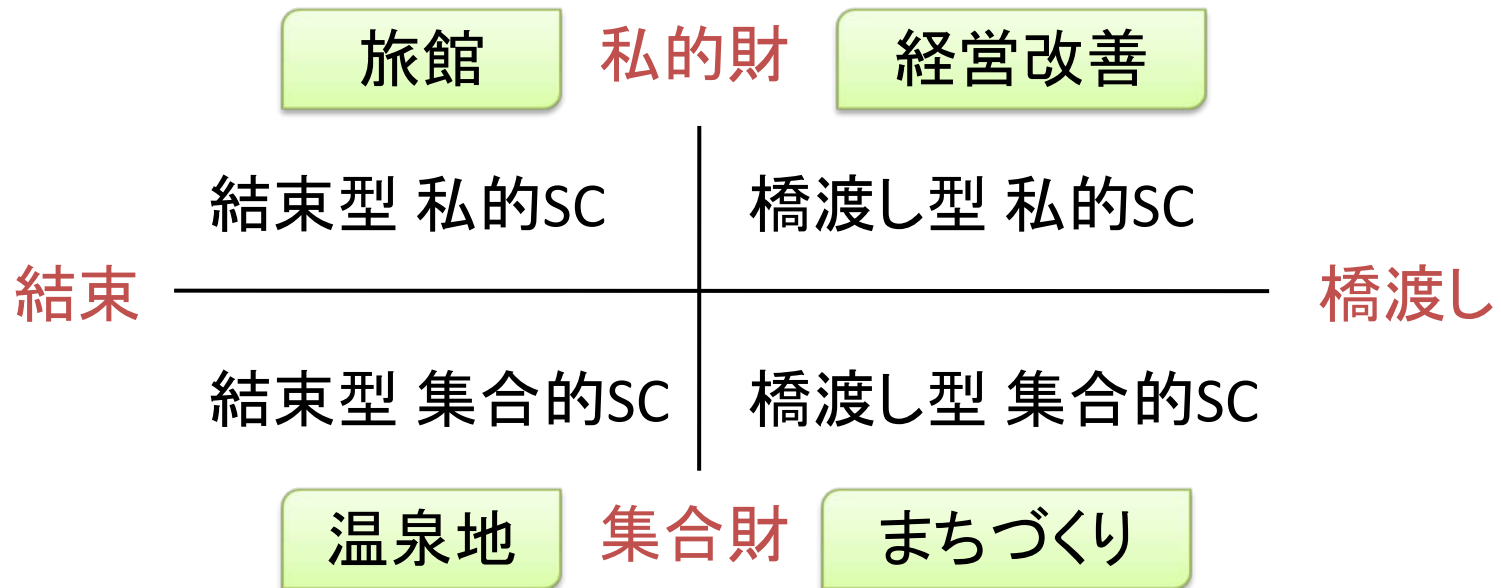 旅館 私的財 経営改善
結束型 私的SC 橋渡し型 私的SC
結束 橋渡し
結束型 集合的SC 橋渡し型 集合的SC
温泉地 集合財 まちづくり